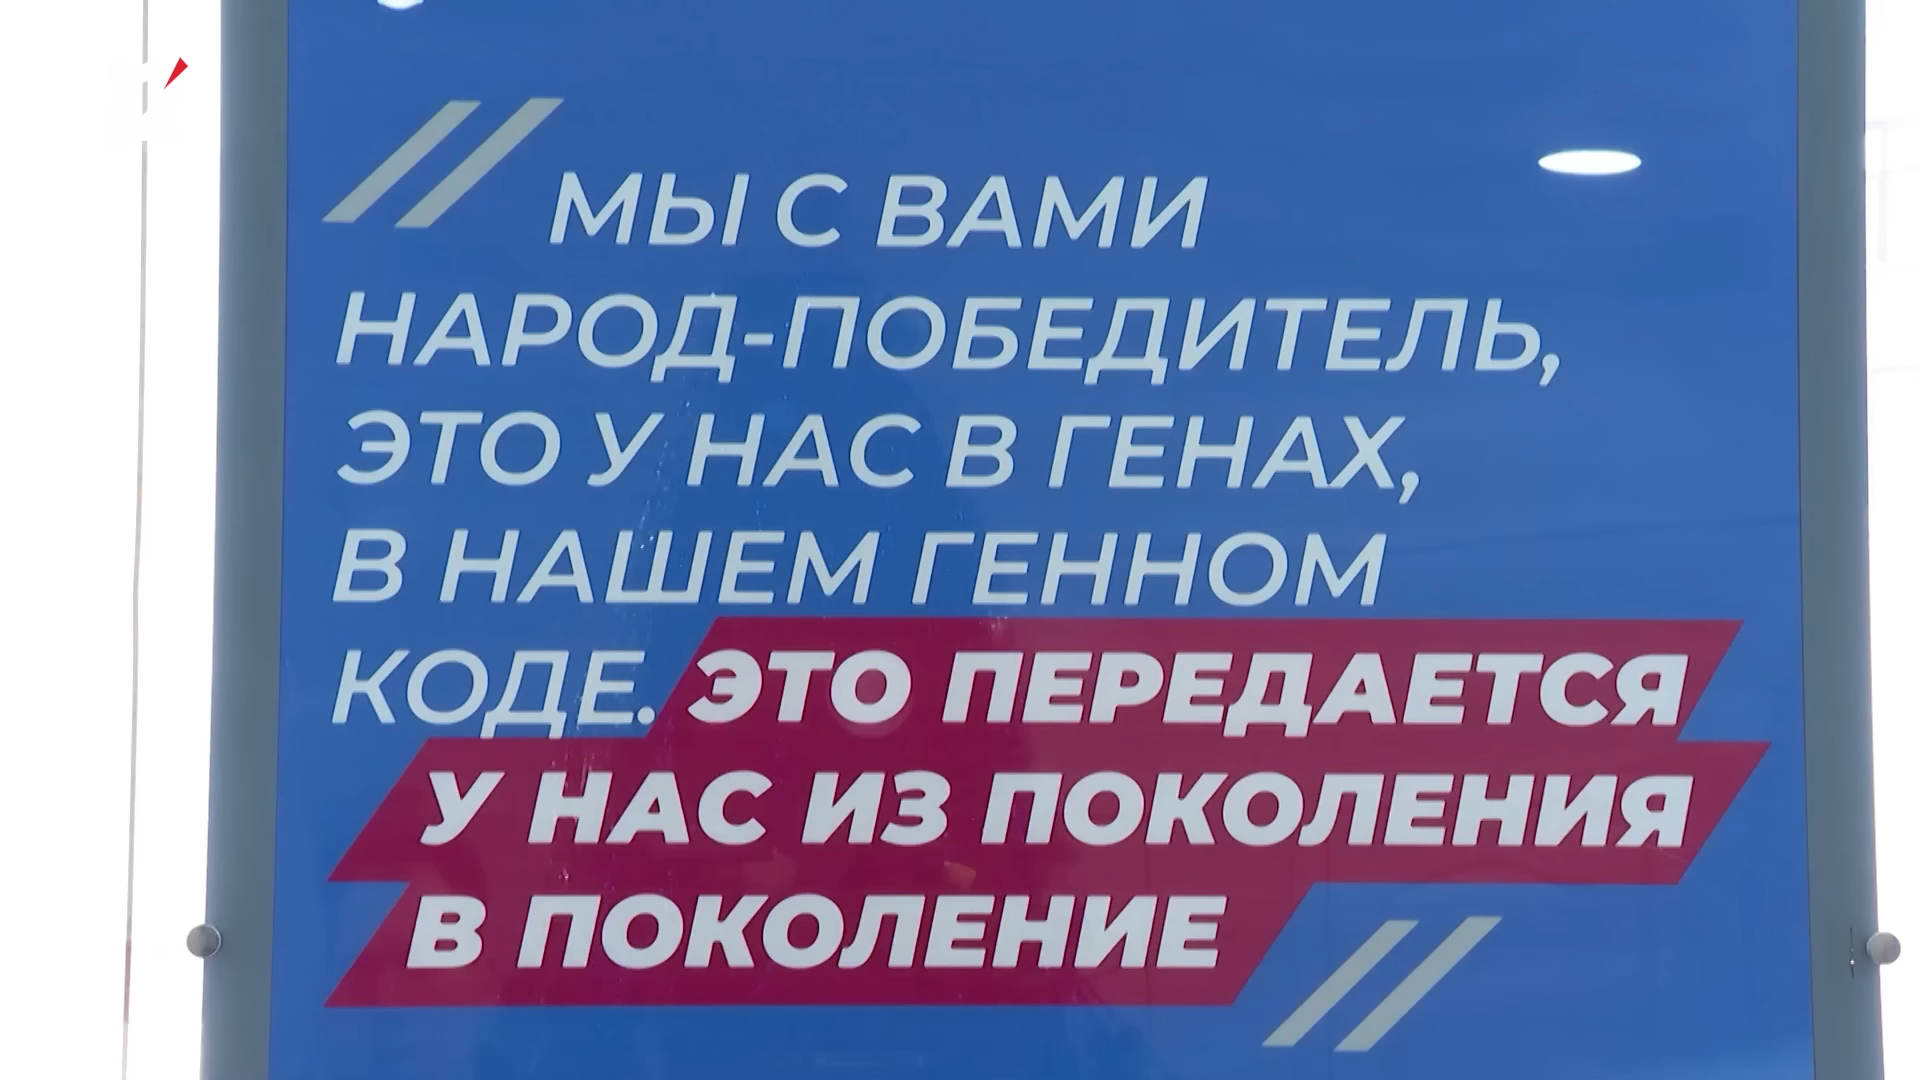 МЫ С ВАМИ
НАРОД-ПОБЕДИТЕЛЬ,
ЭТО У НАС В ГЕНАХ,
В НАШЕМ ГЕННОМ
КОДЕ. ЭТО ПЕРЕДАЕТСЯ
У НАС ИЗ ПОКОЛЕНИЯ
В ПОКОЛЕНИЕ